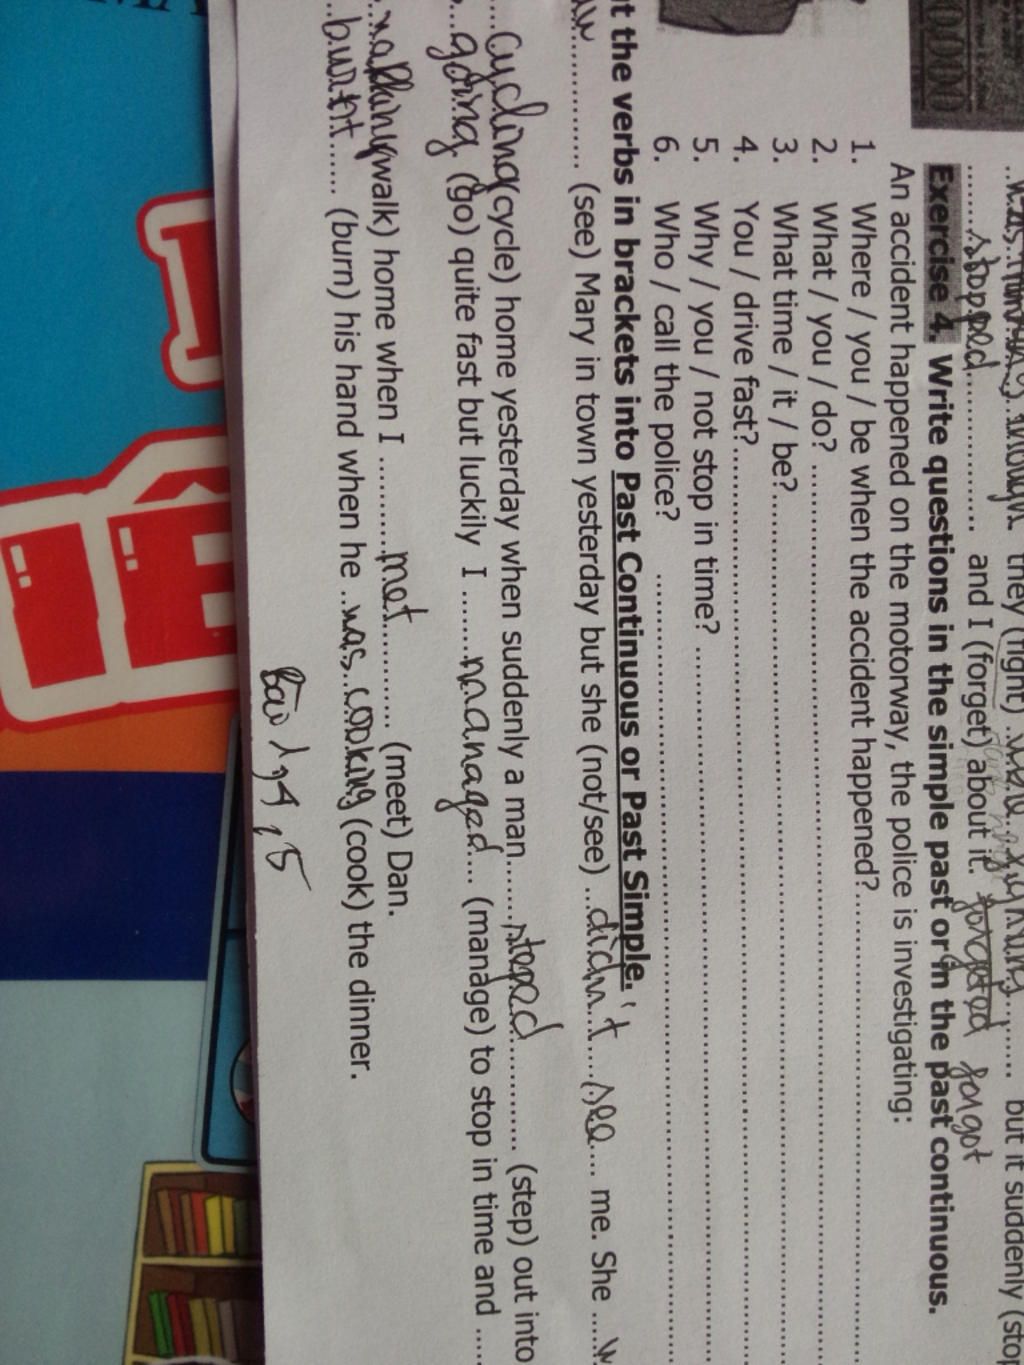 they (fight) but it suddenly (stop
stopped and I (forget) about it. forgot
Exercise 4. Write questions in the simple past or in the past continuous.
An accident happened on the motorway, the police is investigating:
1. Where / you / be when the accident happened?
2. What / you / do?
3. What time / it / be?
4. You / drive fast?
5. Why / you / not stop in time?
6. Who / call the police?
t the verbs in brackets into Past Continuous or Past Simple.
(see) Mary in town yesterday but she (not/see) didn't see me. She w
cycling (cycle) home yesterday when suddenly a man stoped (step) out into
going (go) quite fast but luckily I managed (manage) to stop in time and
walking (walk) home when I met (meet) Dan.
burnt (burn) his hand when he was cooking (cook) the dinner.
0000